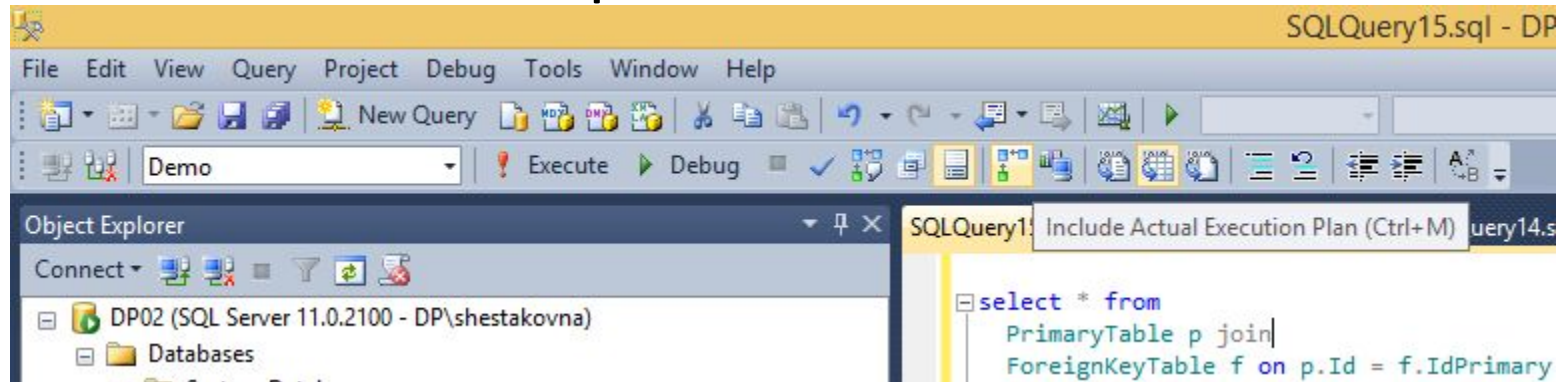 SQLQuery15.sql - DP
File Edit View Query Project Debug Tools Window Help
New Query MDX DMX
Demo Execute Debug
Object Explorer
SQLQuery1
Include Actual Execution Plan (Ctrl+M)
uery14.s
Connect
select * from
DP02 (SQL Server 11.0.2100 - DP\shestakovna)
PrimaryTable p join
Databases
ForeignKeyTable f on p.Id = f.IdPrimary